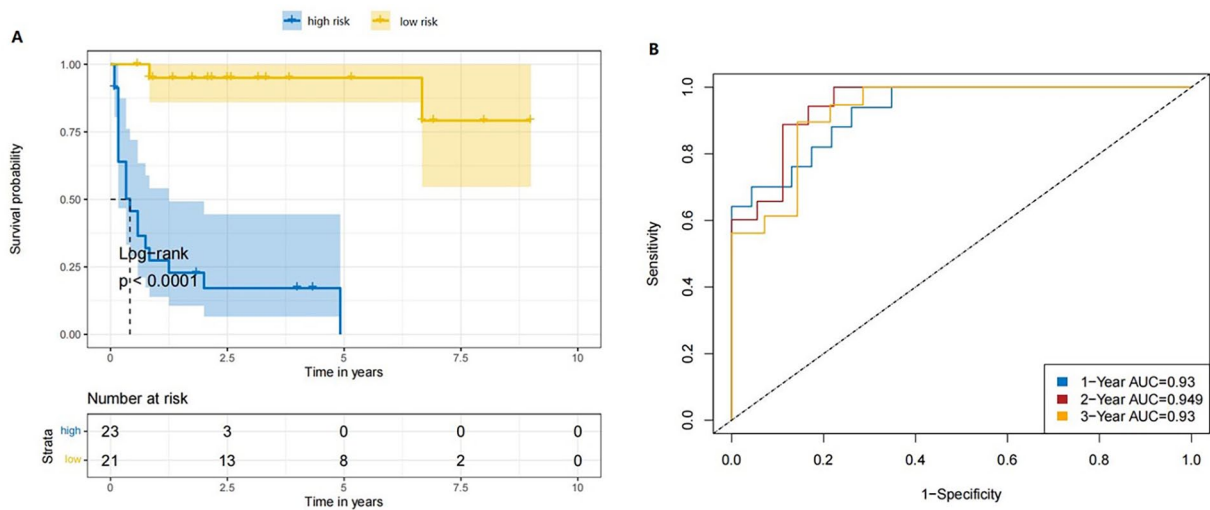 high risk low risk
A
1.00
0.75
0.50
0.25
0.00
Survival probability
Log-rank
p < 0.0001
0 2.5 5 7.5 10
Time in years
Number at risk
Strata
high 23 3 0 0 0
low 21 13 8 2 0
0 2.5 5 7.5 10
Time in years
B
1.0
0.8
0.6
0.4
0.2
0.0
Sensitivity
1-Year AUC=0.93
2-Year AUC=0.949
3-Year AUC=0.93
0.0 0.2 0.4 0.6 0.8 1.0
1-Specificity